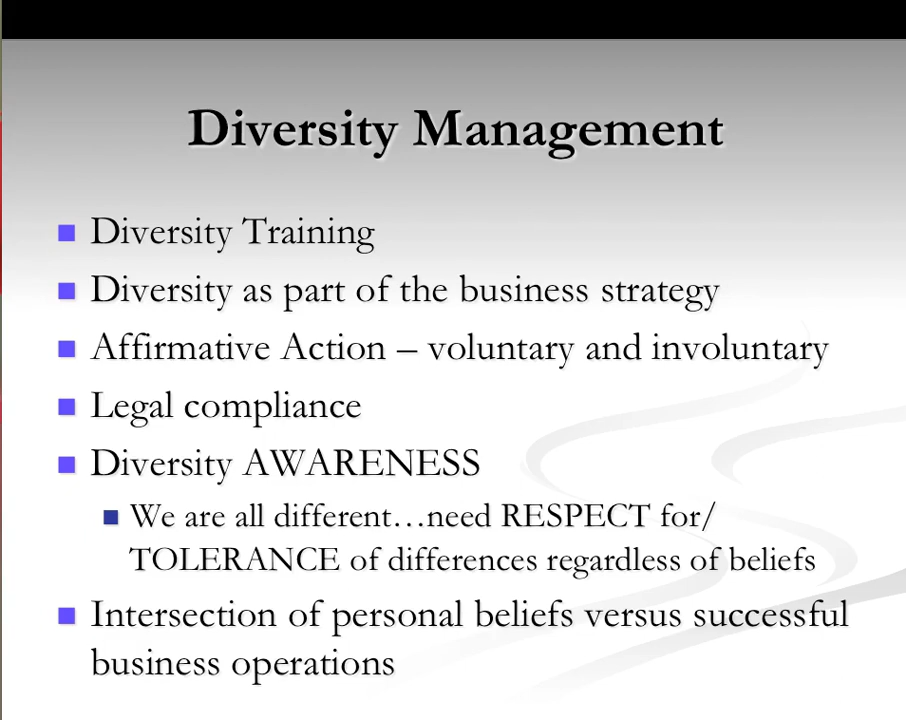 Diversity Management
Diversity Training
Diversity as part of the business strategy
Affirmative Action – voluntary and involuntary
Legal compliance
Diversity AWARENESS
We are all different…need RESPECT for/
TOLERANCE of differences regardless of beliefs
Intersection of personal beliefs versus successful
business operations